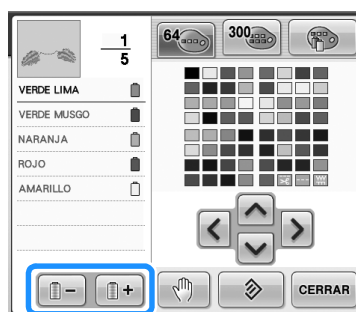 1
5
64
300
VERDE LIMA
VERDE MUSGO
NARANJA
ROJO
AMARILLO
− +
CERRAR